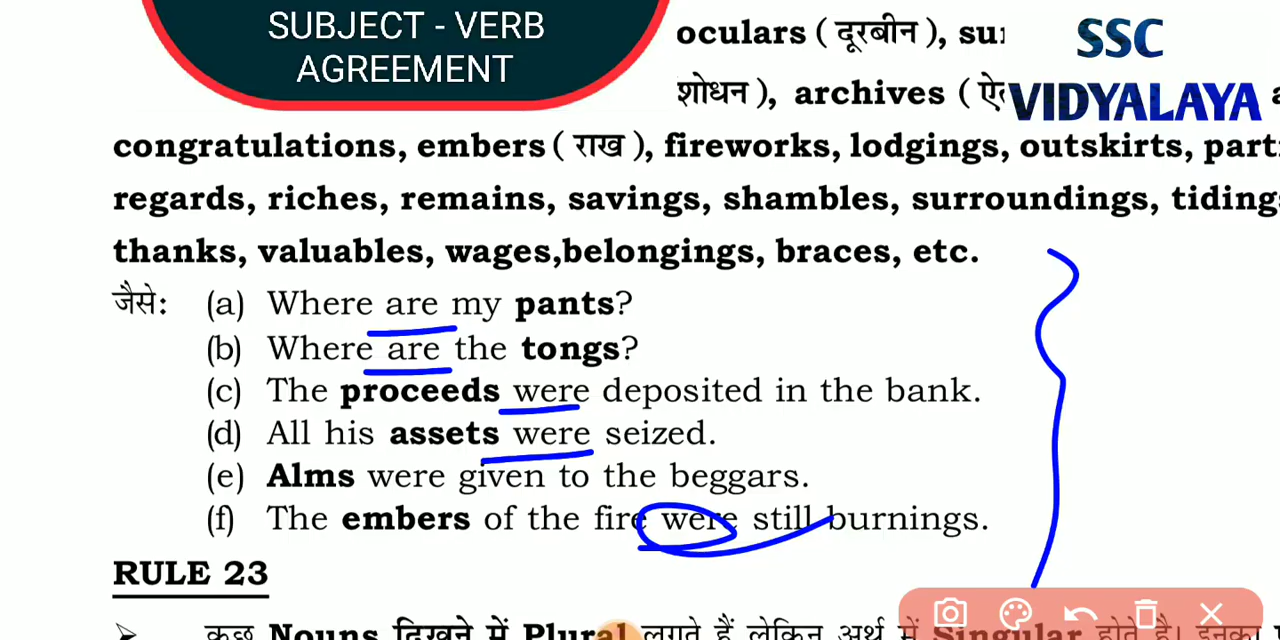 SUBJECT - VERB
AGREEMENT
SSC
VIDYALAYA
oculars ( दूरबीन ),
शोधन ), archives (
congratulations, embers ( राख ), fireworks, lodgings, outskirts,
regards, riches, remains, savings, shambles, surroundings,
thanks, valuables, wages,belongings, braces, etc.
जैसेः (a) Where are my pants?
(b) Where are the tongs?
(c) The proceeds were deposited in the bank.
(d) All his assets were seized.
(e) Alms were given to the beggars.
(f) The embers of the fire were still burnings.
RULE 23
➢ कुछ Nouns दिखने में Plural लगते हैं लेकिन अर्थ में Singular होते है।